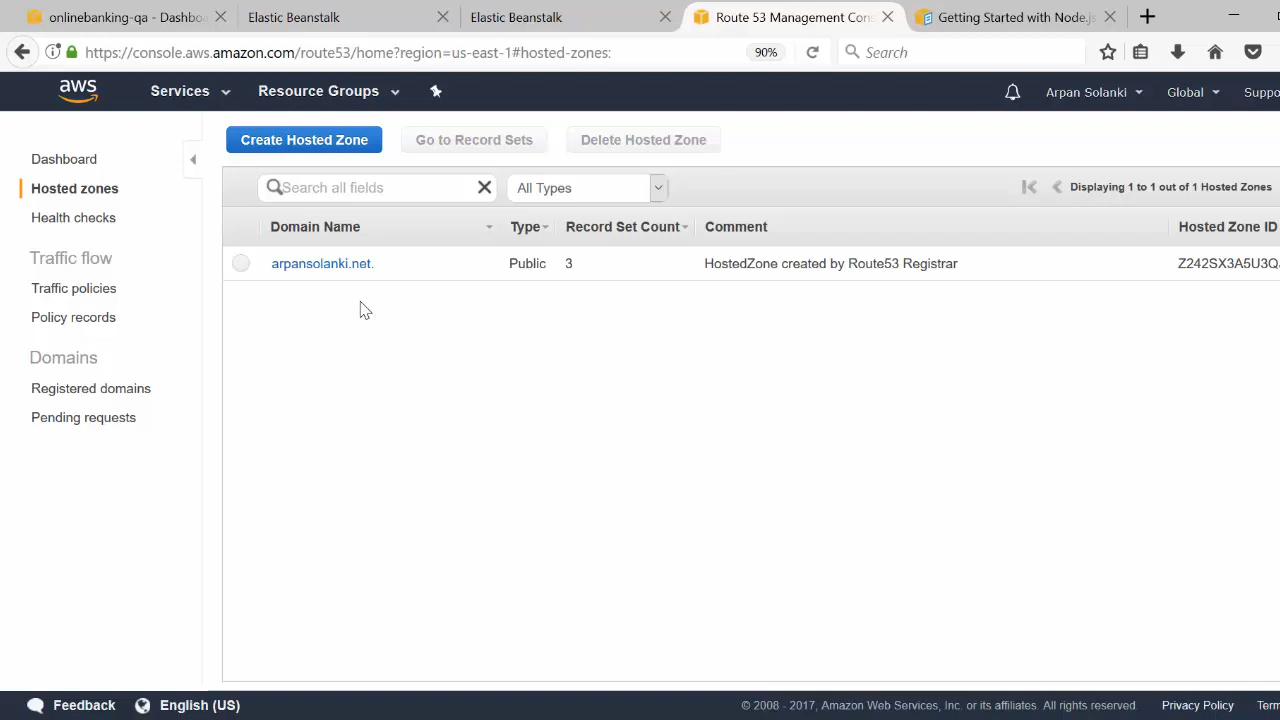 onlinebanking-qa - Dashbo
Elastic Beanstalk
Elastic Beanstalk
Route 53 Management Con
Getting Started with Node.js
https://console.aws.amazon.com/route53/home?region=us-east-1#hosted-zones:
90%
Search
aws
Services
Resource Groups
Arpan Solanki
Global
Suppo
Create Hosted Zone
Go to Record Sets
Delete Hosted Zone
Dashboard
Hosted zones
Health checks
Traffic flow
Traffic policies
Policy records
Domains
Registered domains
Pending requests
Search all fields
All Types
Displaying 1 to 1 out of 1 Hosted Zones
Domain Name
Type
Record Set Count
Comment
Hosted Zone ID
arpansolanki.net.
Public
3
HostedZone created by Route53 Registrar
Z242SX3A5U3Q
Feedback
English (US)
© 2008 - 2017, Amazon Web Services, Inc. or its affiliates. All rights reserved.
Privacy Policy
Term